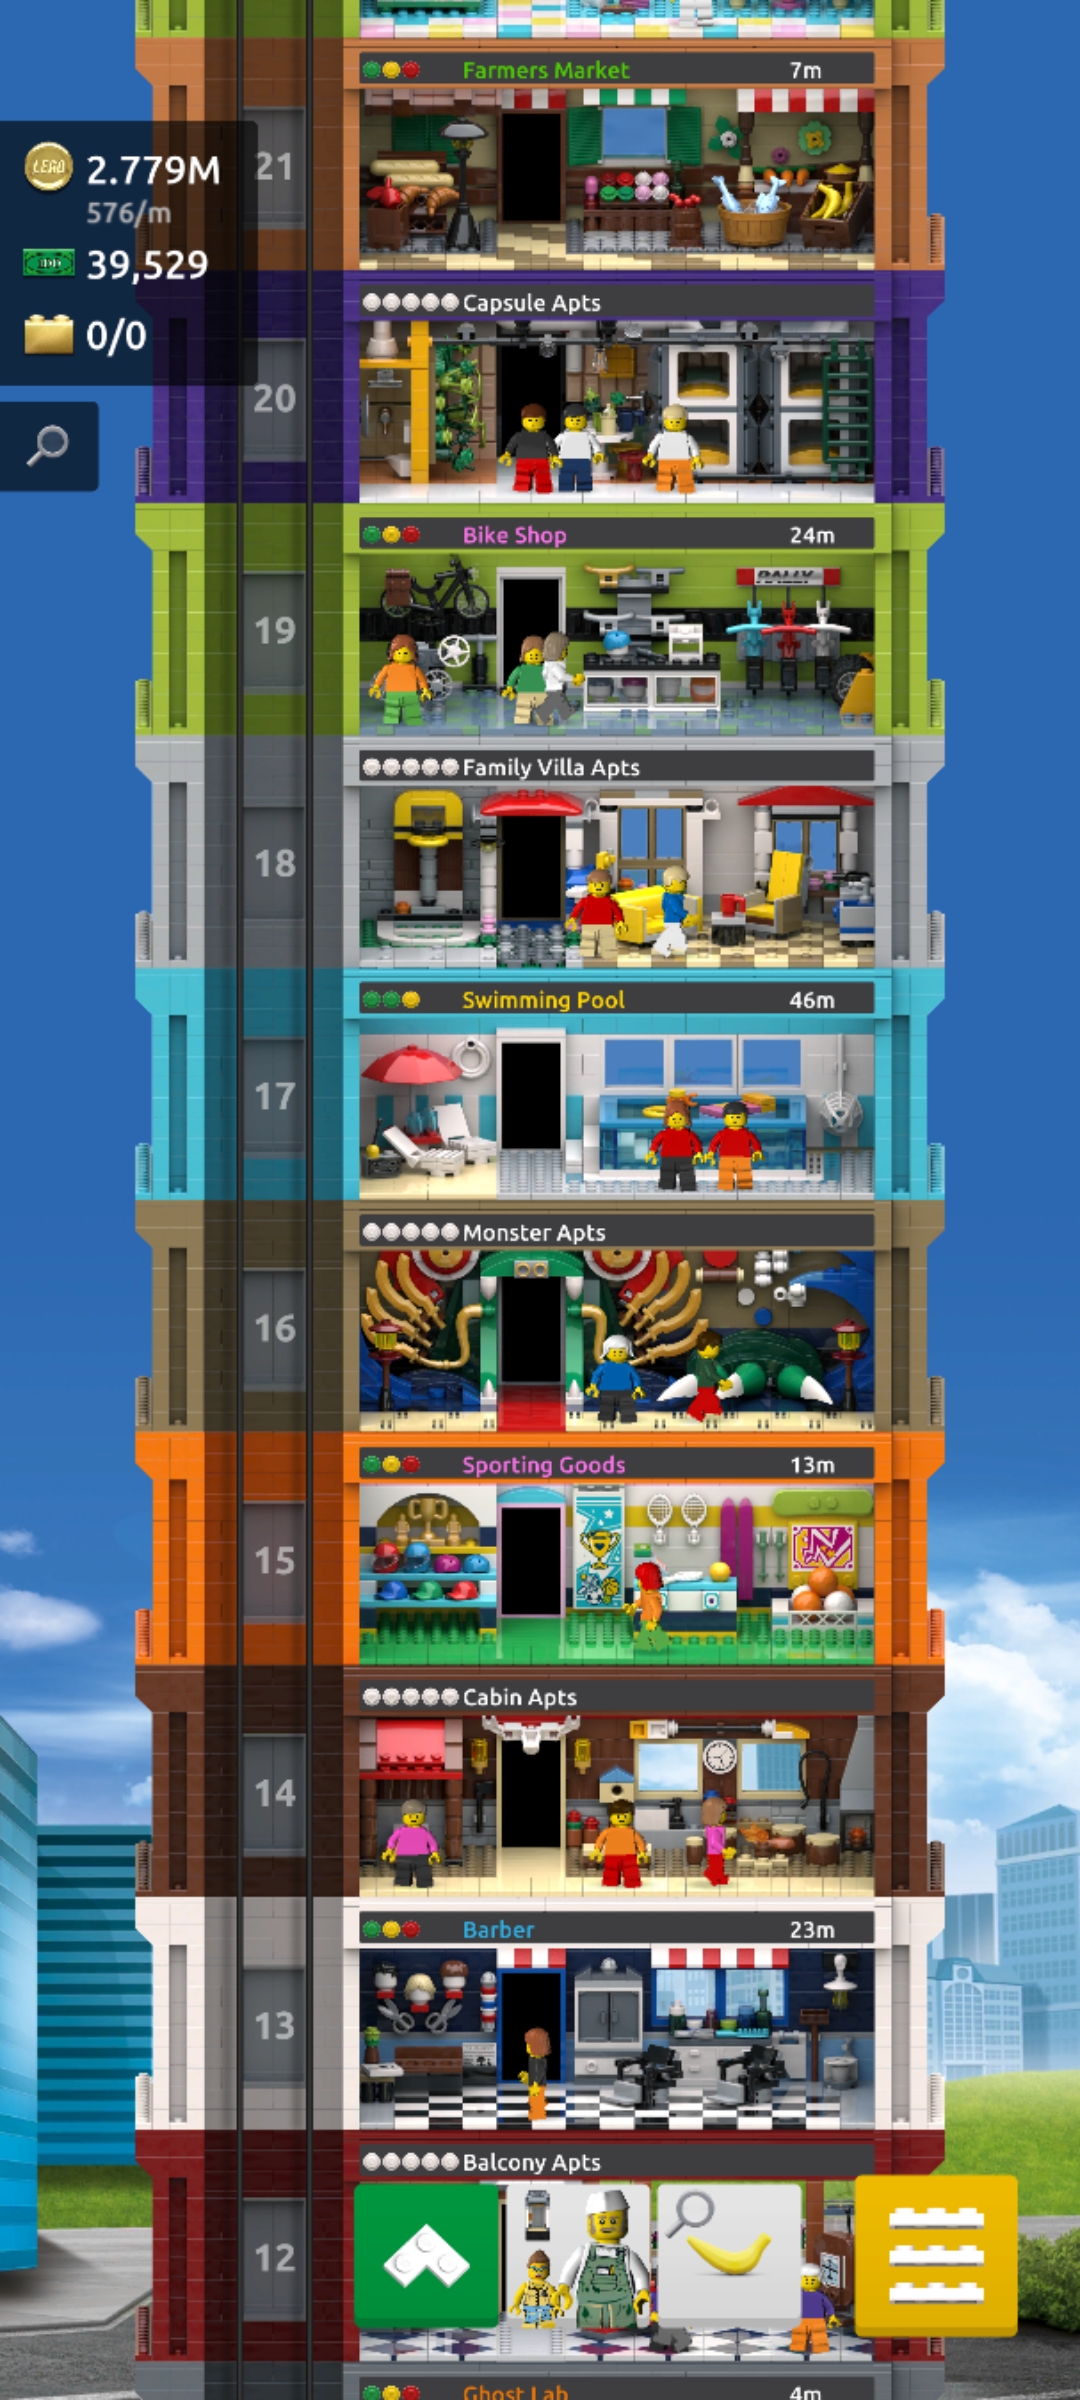 Farmers Market 7m
21
LEGO 2.779M
576/m
39,529
0/0
Capsule Apts
20
Bike Shop 24m
RALLY
19
Family Villa Apts
18
Swimming Pool 46m
17
Monster Apts
16
Sporting Goods 13m
N
15
Cabin Apts
14
Barber 23m
13
Balcony Apts
12
Ghost Lab 4m